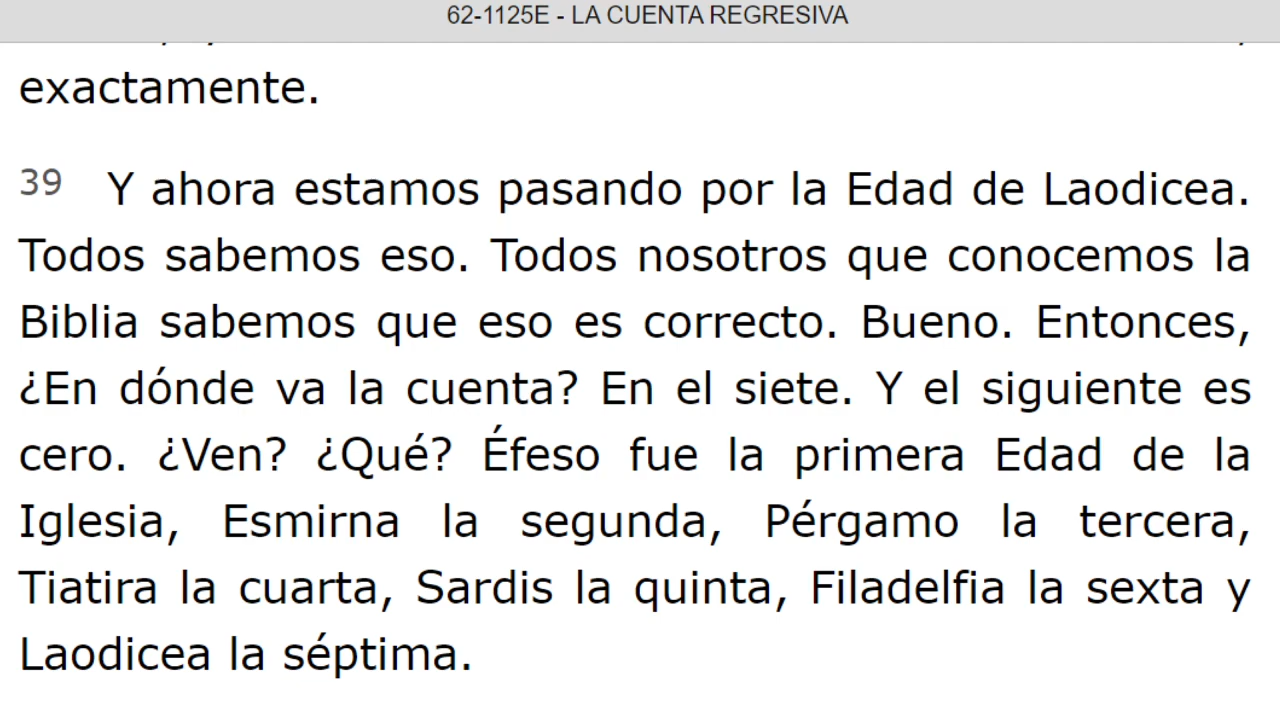 62-1125E - LA CUENTA REGRESIVA
exactamente.
39 Y ahora estamos pasando por la Edad de Laodicea.
Todos sabemos eso. Todos nosotros que conocemos la
Biblia sabemos que eso es correcto. Bueno. Entonces,
¿En dónde va la cuenta? En el siete. Y el siguiente es
cero. ¿Ven? ¿Qué? Éfeso fue la primera Edad de la
Iglesia, Esmirna la segunda, Pérgamo la tercera,
Tiatira la cuarta, Sardis la quinta, Filadelfia la sexta y
Laodicea la séptima.